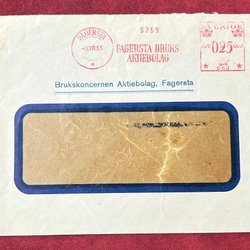 FAGERSTA
5759
SVERIGE
FAGERSTA BRUKS
AKTIEBOLAG
025
Brukskoncernen Aktiebolag, Fagersta